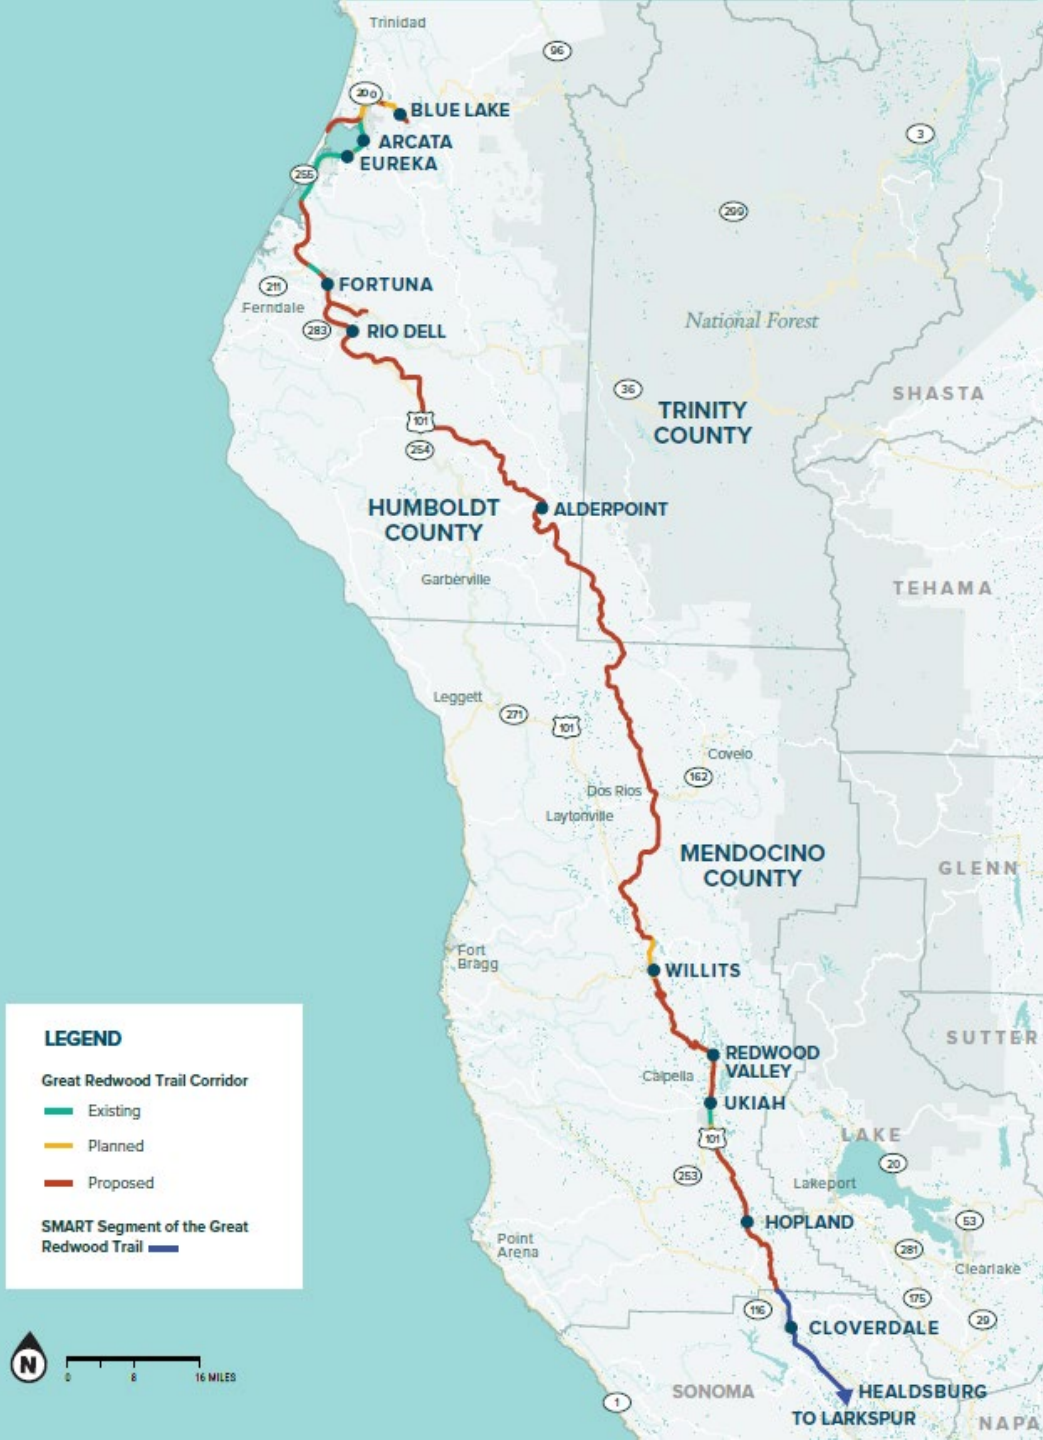 Trinidad
96
200
BLUE LAKE
3
ARCATA
EUREKA
255
299
211
FORTUNA
Ferndale
283
RIO DELL
National Forest
36
SHASTA
TRINITY
COUNTY
101
254
HUMBOLDT
COUNTY
ALDERPOINT
Garberville
TEHAMA
Leggett
271
101
Covelo
162
Dos Rios
Laytonville
MENDOCINO
COUNTY
GLENN
Fort
Bragg
WILLITS
SUTTER
REDWOOD
VALLEY
Calpella
UKIAH
101
LAKE
20
253
Lakeport
HOPLAND
53
Point
Arena
281
Clearlake
175
116
29
CLOVERDALE
SONOMA
HEALDSBURG
1
TO LARKSPUR
NAPA
LEGEND
Great Redwood Trail Corridor
Existing
Planned
Proposed
SMART Segment of the Great
Redwood Trail
N
0 8 16 MILES